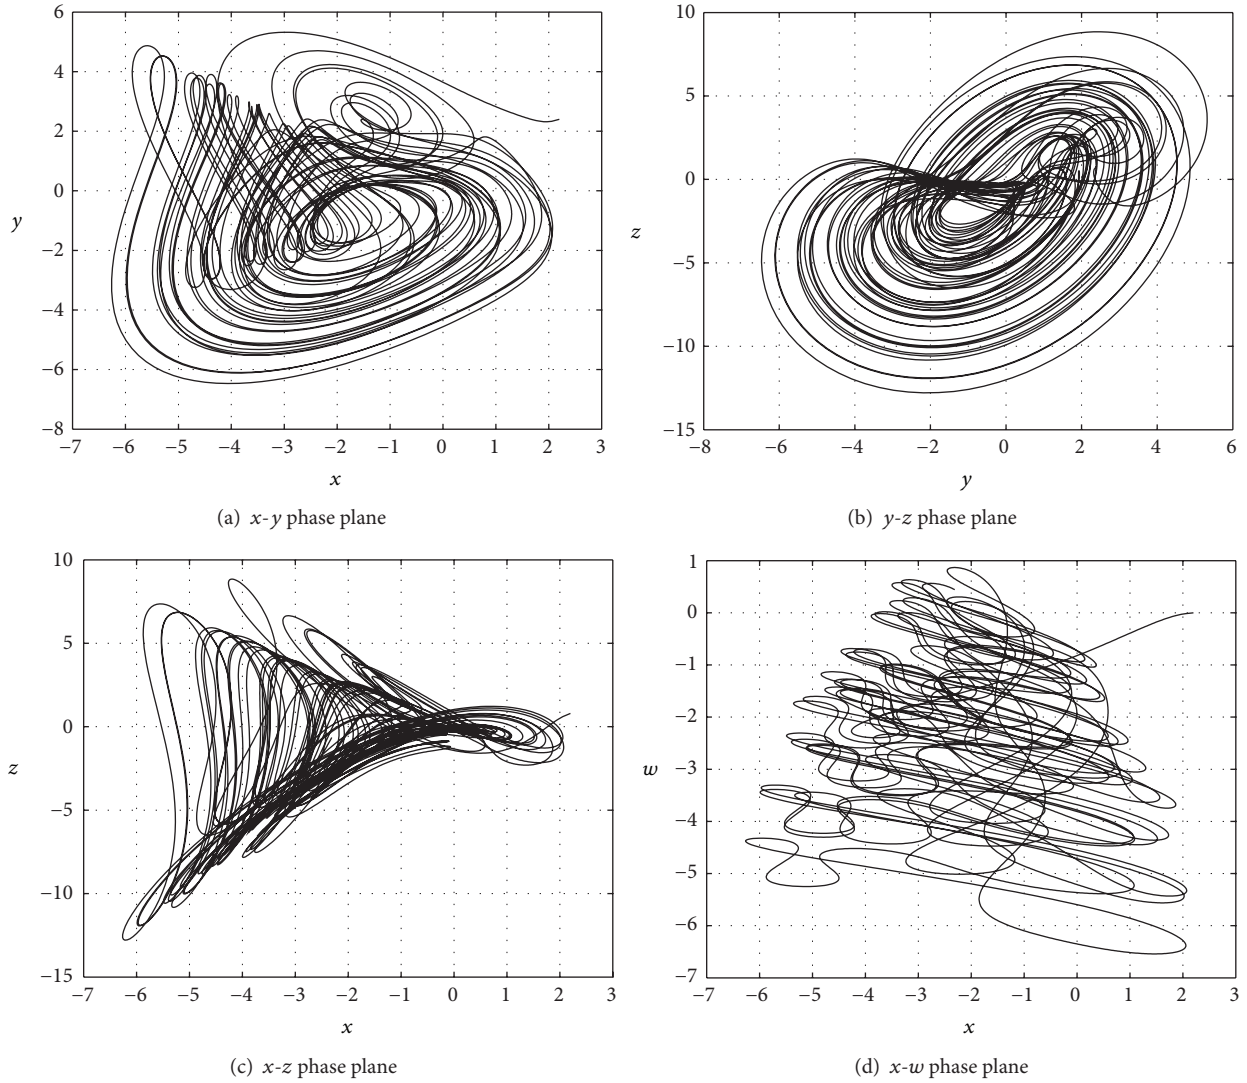 6
4
2
0
y
−2
−4
−6
−8
−7 −6 −5 −4 −3 −2 −1 0 1 2 3
x
(a) x-y phase plane
10
5
0
z
−5
−10
−15
−8 −6 −4 −2 0 2 4 6
y
(b) y-z phase plane
10
5
0
z
−5
−10
−15
−7 −6 −5 −4 −3 −2 −1 0 1 2 3
x
(c) x-z phase plane
1
0
−1
−2
−3
w
−4
−5
−6
−7
−7 −6 −5 −4 −3 −2 −1 0 1 2 3
x
(d) x-w phase plane